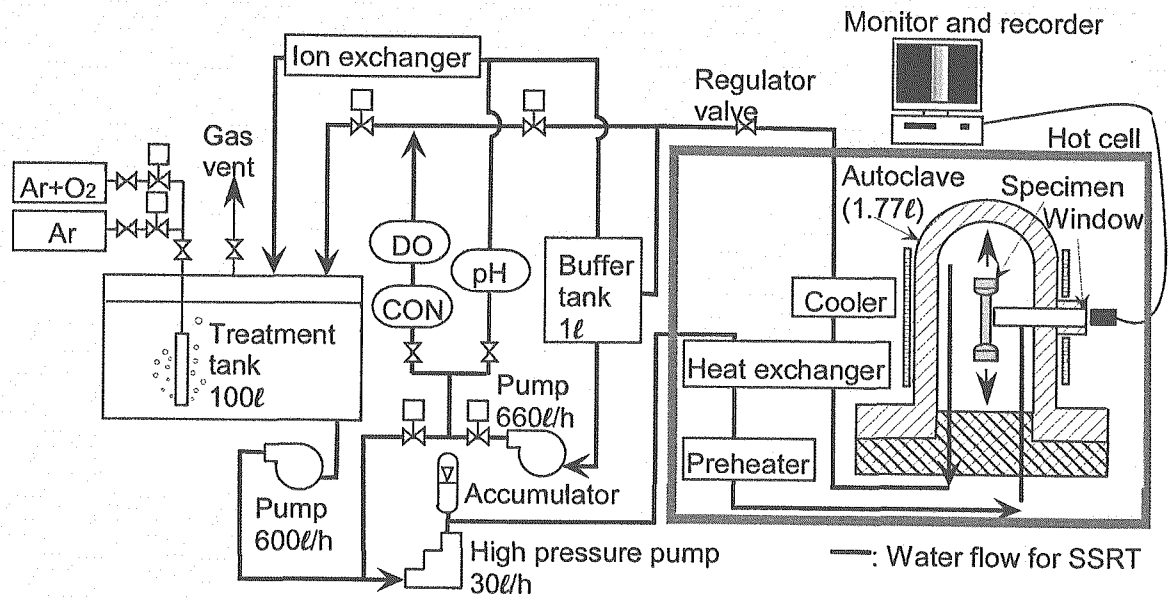 Monitor and recorder
Ion exchanger
Regulator
valve
Gas
vent
Hot cell
Ar+O2
Ar
Autoclave
(1.77ℓ)
Specimen
Window
DO
pH
CON
Buffer
tank
1ℓ
Cooler
Treatment
tank
100ℓ
Heat exchanger
Pump
660ℓ/h
Preheater
Accumulator
Pump
600ℓ/h
High pressure pump
30ℓ/h
: Water flow for SSRT